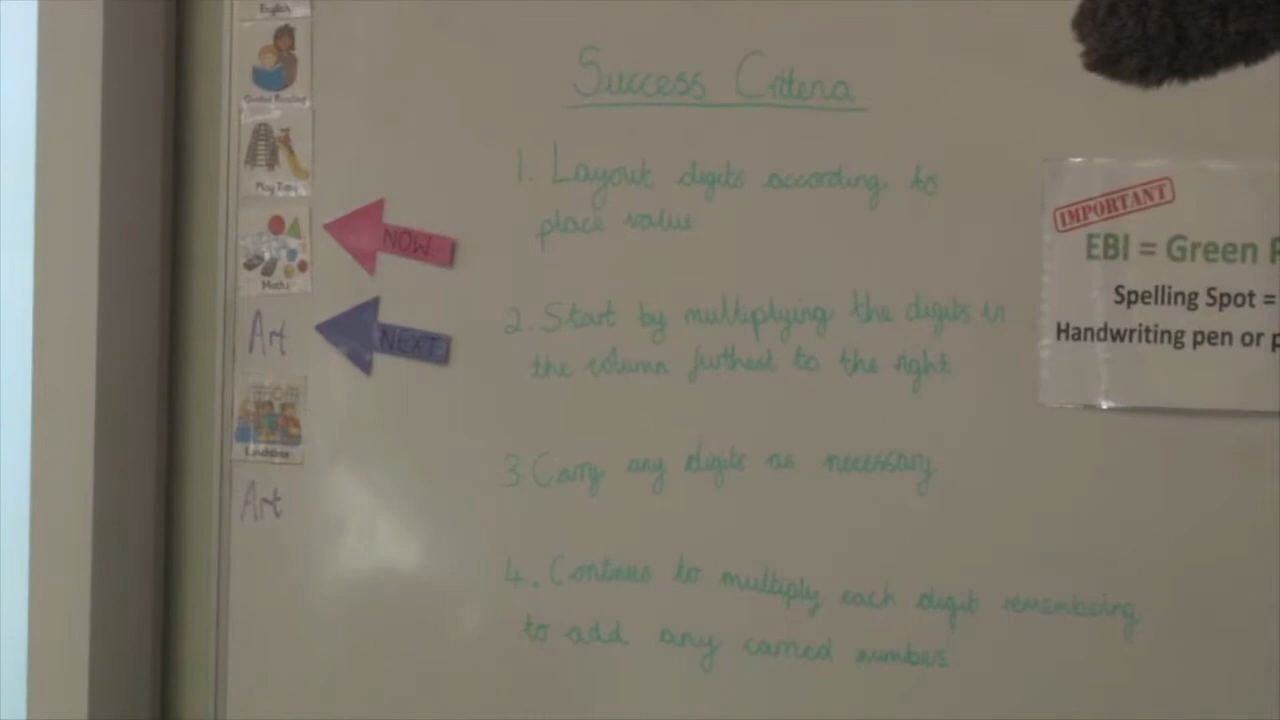 English
Guided Reading
Play Time
Maths
Art
Lunchtime
Art
NOW
NEXT
Success Criteria
1. Layout digits according to
place value
2. Start by multiplying the digits in
the column furthest to the right
3 Carry any digits as necessary
4. Continue to multiply each digit remembering
to add any carried numbers
IMPORTANT
EBI = Green
Spelling Spot =
Handwriting pen or